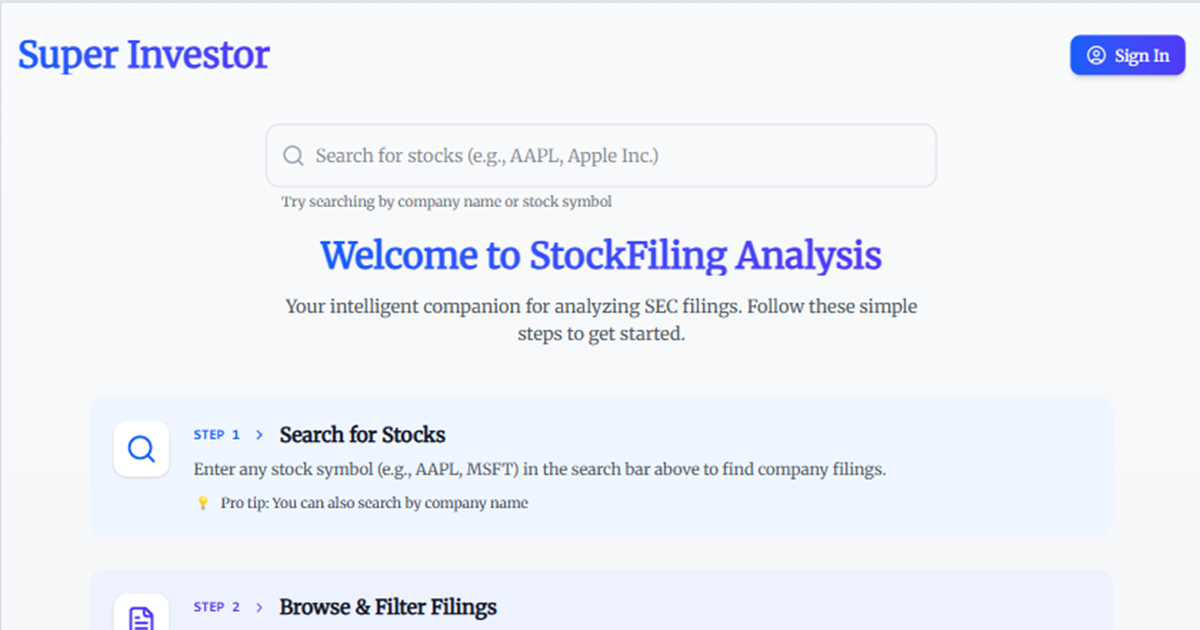 Super Investor
Sign In
Search for stocks (e.g., AAPL, Apple Inc.)
Try searching by company name or stock symbol
Welcome to StockFiling Analysis
Your intelligent companion for analyzing SEC filings. Follow these simple
steps to get started.
STEP 1 > Search for Stocks
Enter any stock symbol (e.g., AAPL, MSFT) in the search bar above to find company filings.
Pro tip: You can also search by company name
STEP 2 > Browse & Filter Filings